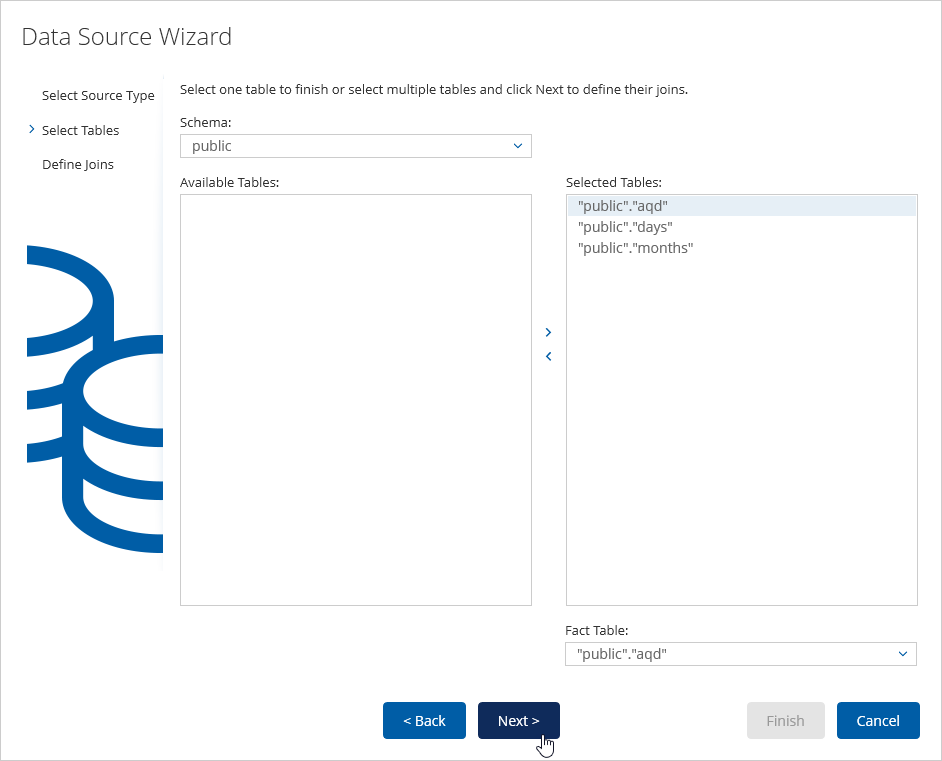 Data Source Wizard
Select Source Type
Select Tables
Define Joins
Select one table to finish or select multiple tables and click Next to define their joins.
Schema:
public
Available Tables:
Selected Tables:
"public"."aqd"
"public"."days"
"public"."months"
Fact Table:
"public"."aqd"
< Back
Next >
Finish
Cancel